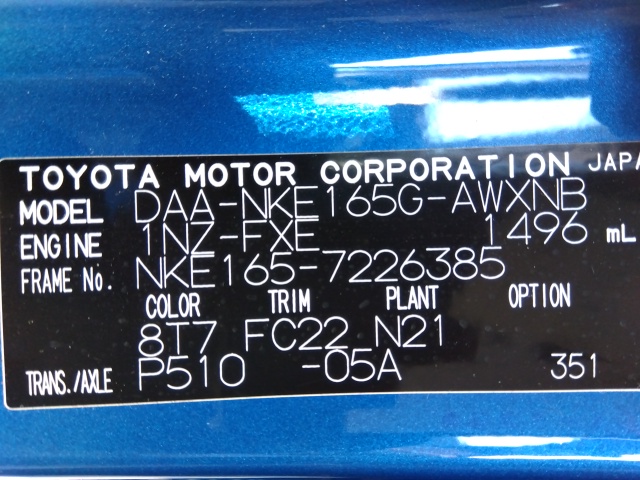 TOYOTA MOTOR CORPORATION JAPA
MODEL DAA-NKE165G-AWXNB
ENGINE 1NZ-FXE 1496 mL
FRAME No. NKE165-7226385
COLOR TRIM PLANT OPTION
8T7 FC22 N21
TRANS./AXLE P510 -05A 351